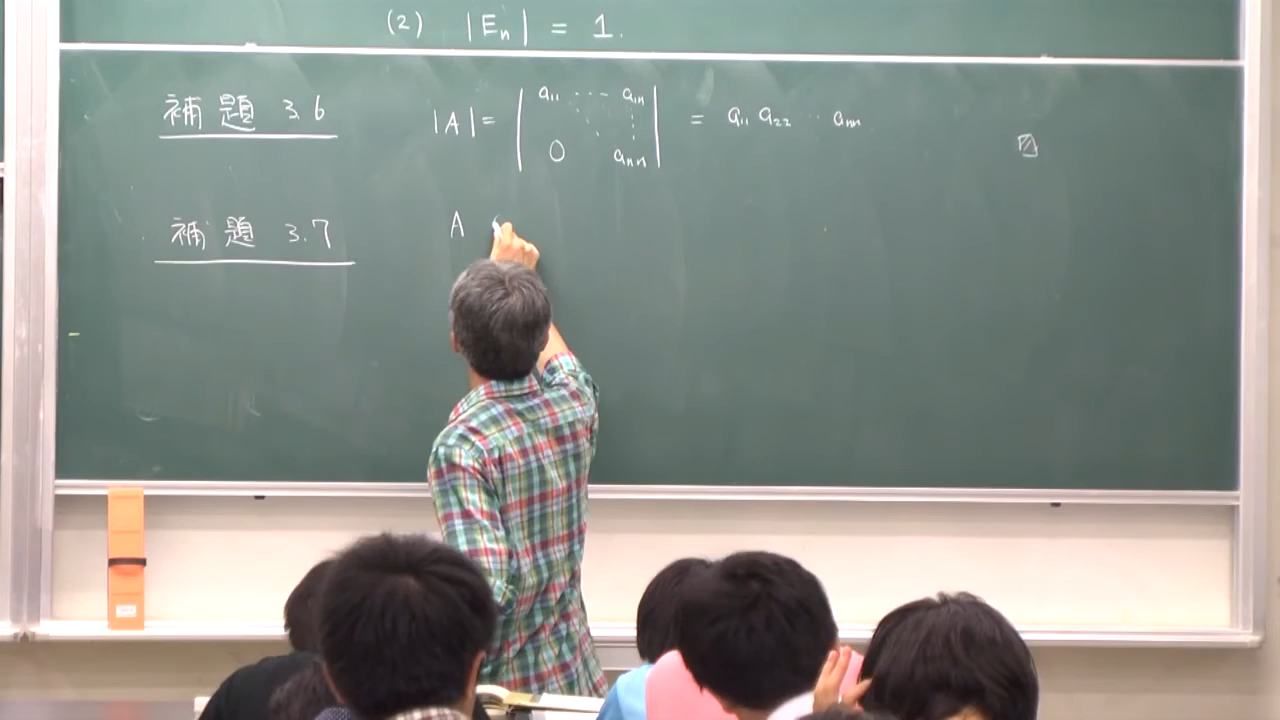 (2) |Eₙ| = 1.
補題 3.6 |A| = | a₁₁ ⋯ a₁ₙ
⋱ ⋮
0 aₙₙ | = a₁₁ a₂₂ ⋯ aₙₙ
補題 3.7 A